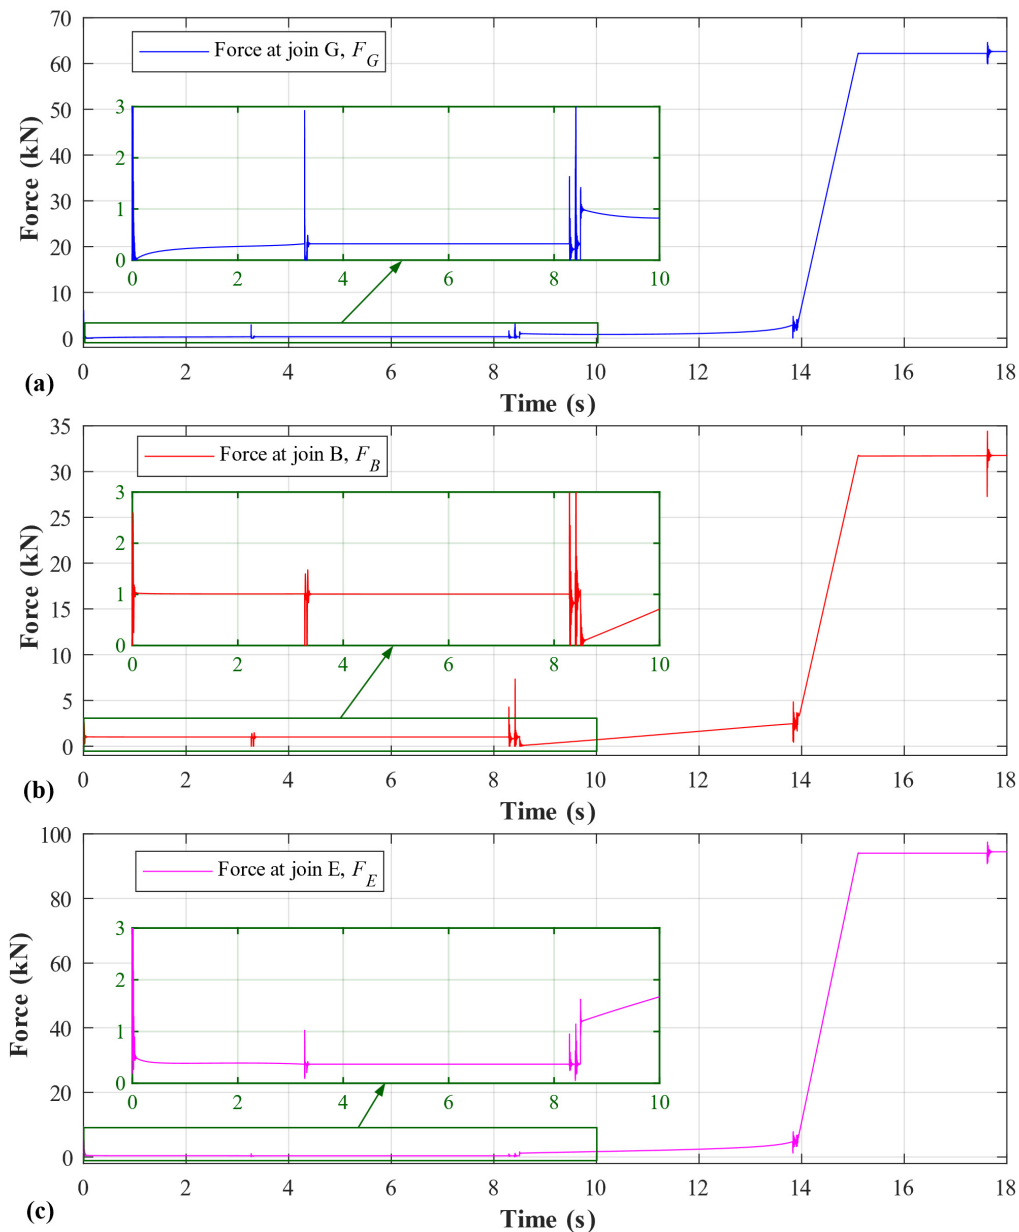 70
60
50
40
30
20
10
0
Force (kN)
Force at join G, F_G
3
2
1
0
0 2 4 6 8 10
0 2 4 6 8 10 12 14 16 18
(a)
Time (s)
35
30
25
20
15
10
5
0
Force (kN)
Force at join B, F_B
3
2
1
0
0 2 4 6 8 10
0 2 4 6 8 10 12 14 16 18
(b)
Time (s)
100
80
60
40
20
0
Force (kN)
Force at join E, F_E
3
2
1
0
0 2 4 6 8 10
0 2 4 6 8 10 12 14 16 18
(c)
Time (s)